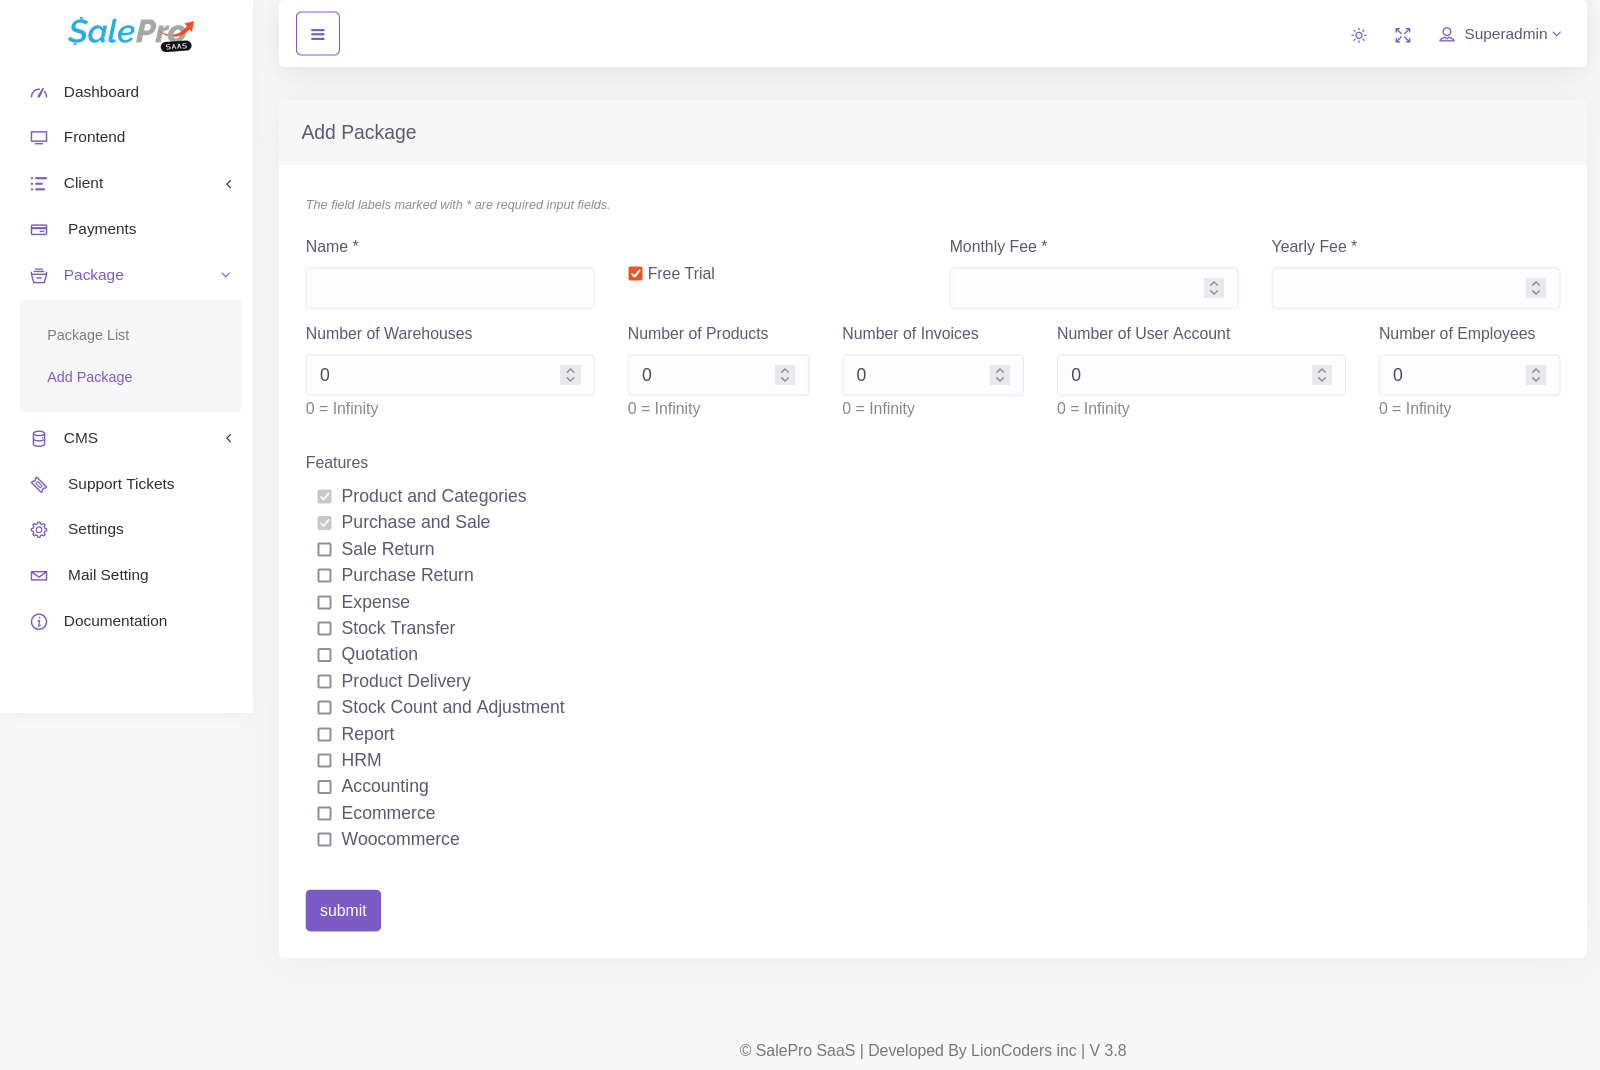 SalePro
SAAS
Superadmin
Dashboard
Frontend
Client
Payments
Package
Package List
Add Package
CMS
Support Tickets
Settings
Mail Setting
Documentation
Add Package
The field labels marked with * are required input fields.
Name *
Free Trial
Monthly Fee *
Yearly Fee *
Number of Warehouses
Number of Products
Number of Invoices
Number of User Account
Number of Employees
0
0
0
0
0
0 = Infinity
0 = Infinity
0 = Infinity
0 = Infinity
0 = Infinity
Features
Product and Categories
Purchase and Sale
Sale Return
Purchase Return
Expense
Stock Transfer
Quotation
Product Delivery
Stock Count and Adjustment
Report
HRM
Accounting
Ecommerce
Woocommerce
submit
© SalePro SaaS | Developed By LionCoders inc | V 3.8